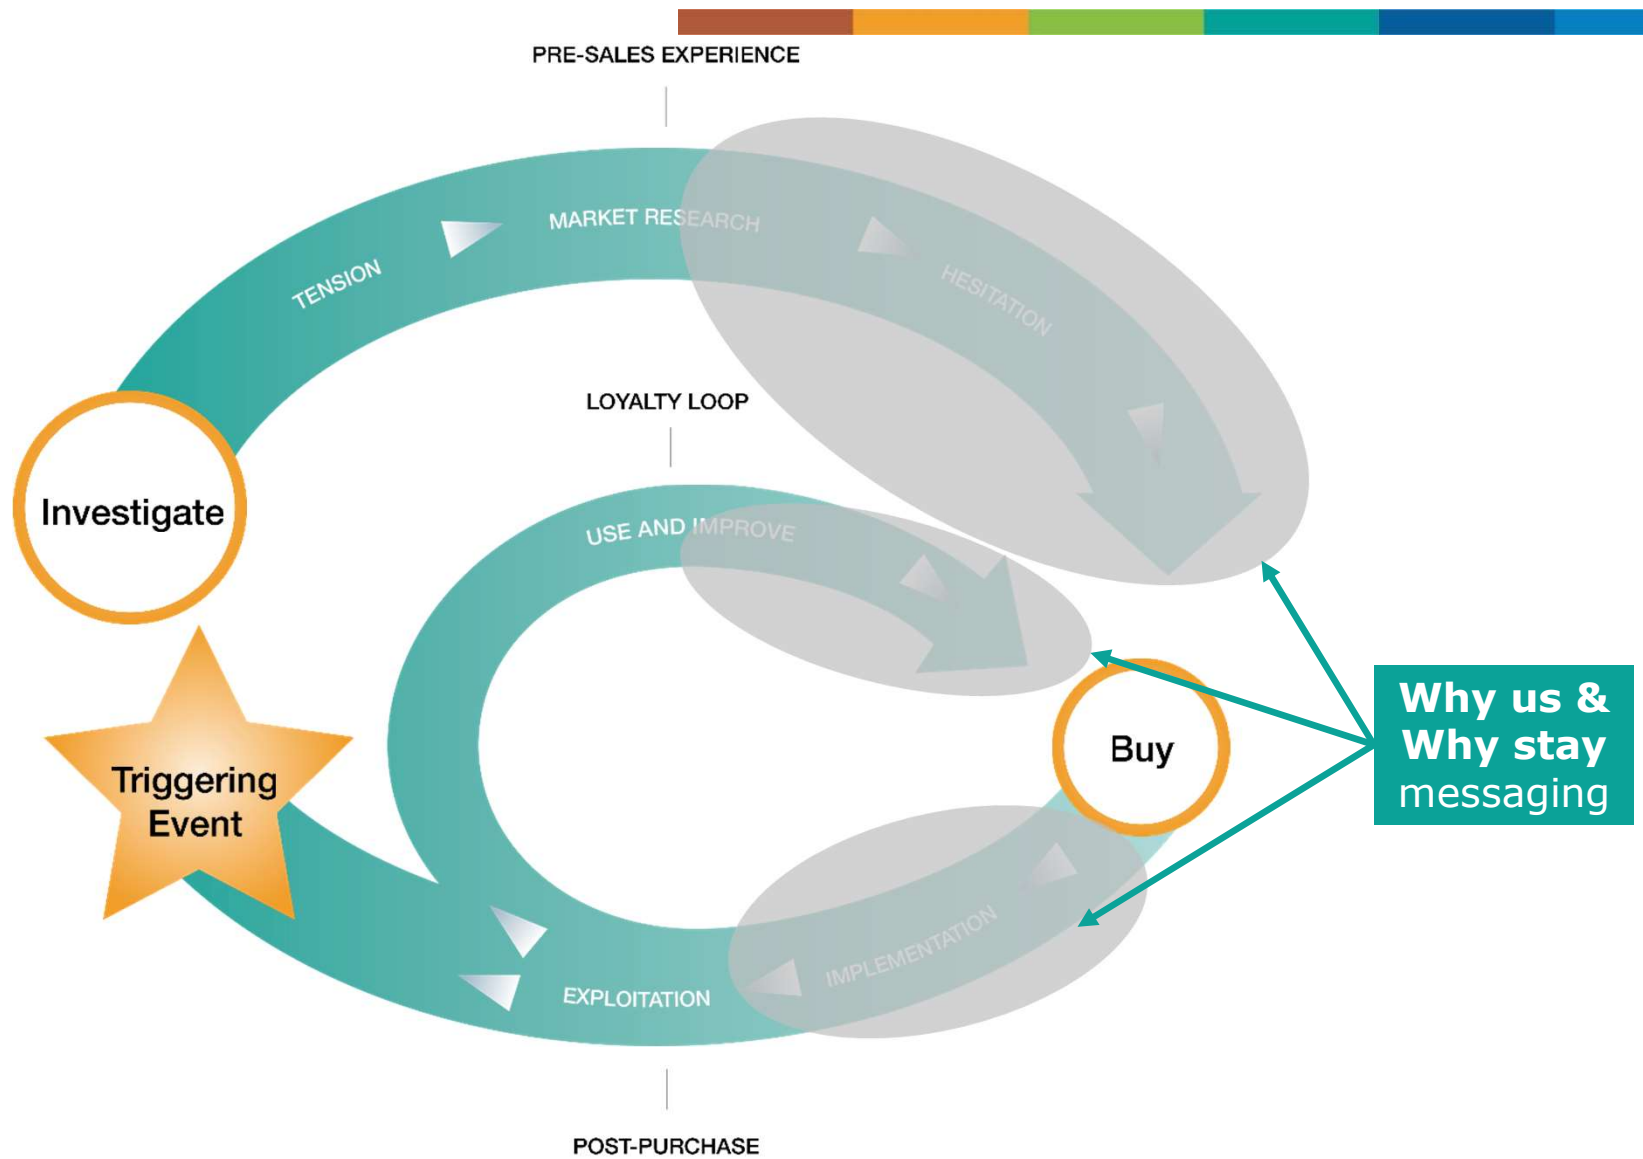 PRE-SALES EXPERIENCE
MARKET RESEARCH
TENSION
HESITATION
LOYALTY LOOP
Investigate
USE AND IMPROVE
Triggering
Event
Buy
Why us &
Why stay
messaging
IMPLEMENTATION
EXPLOITATION
POST-PURCHASE